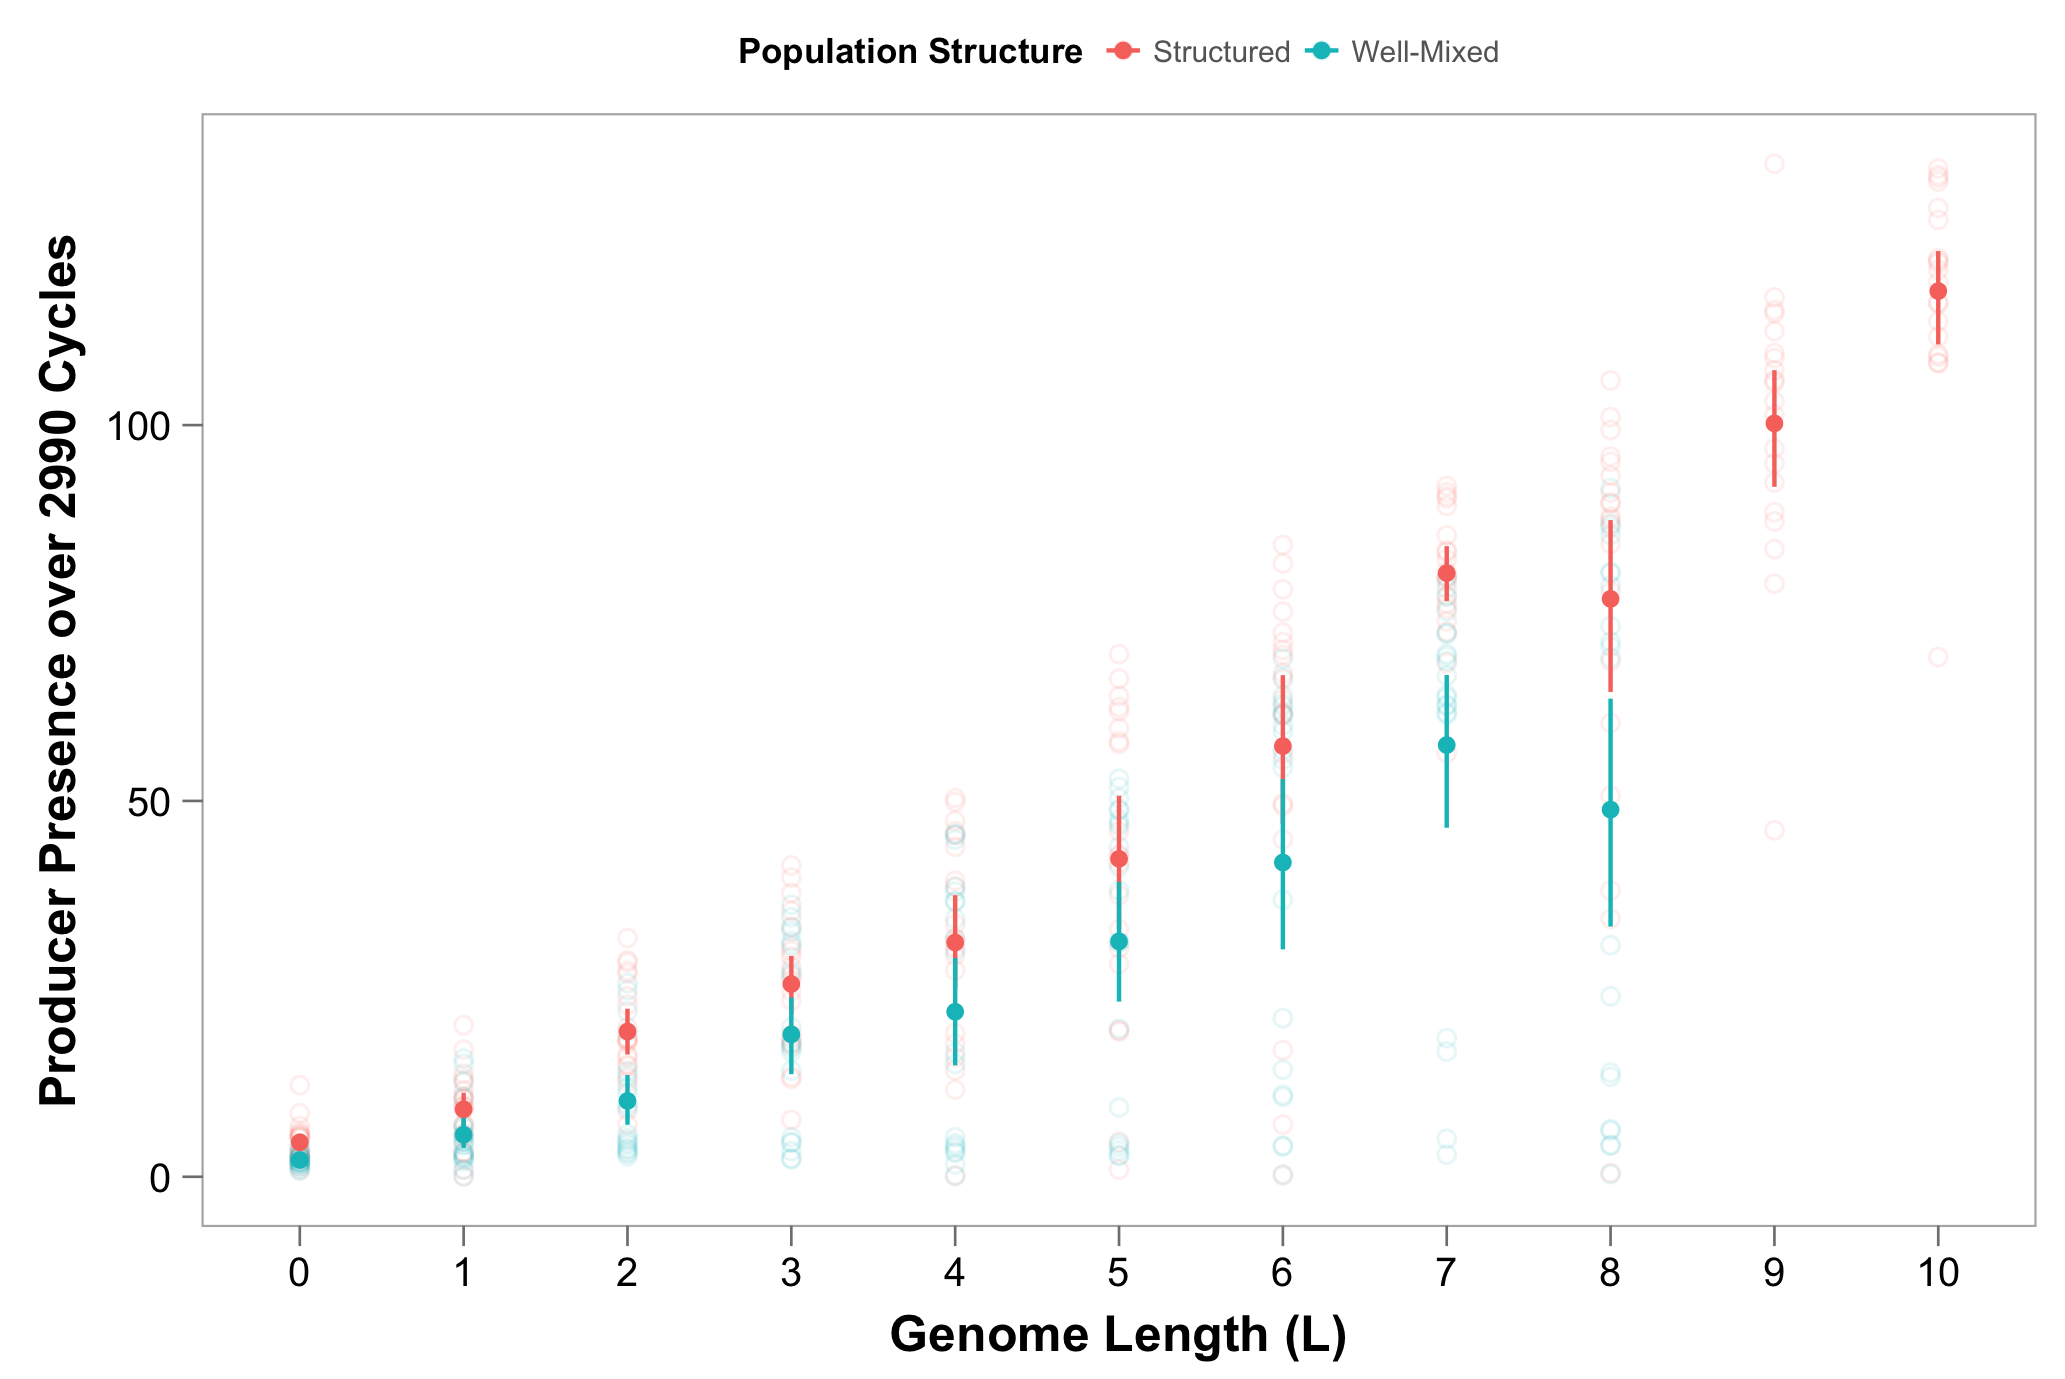 Population Structure Structured Well-Mixed
Producer Presence over 2990 Cycles
100
50
0
0 1 2 3 4 5 6 7 8 9 10
Genome Length (L)